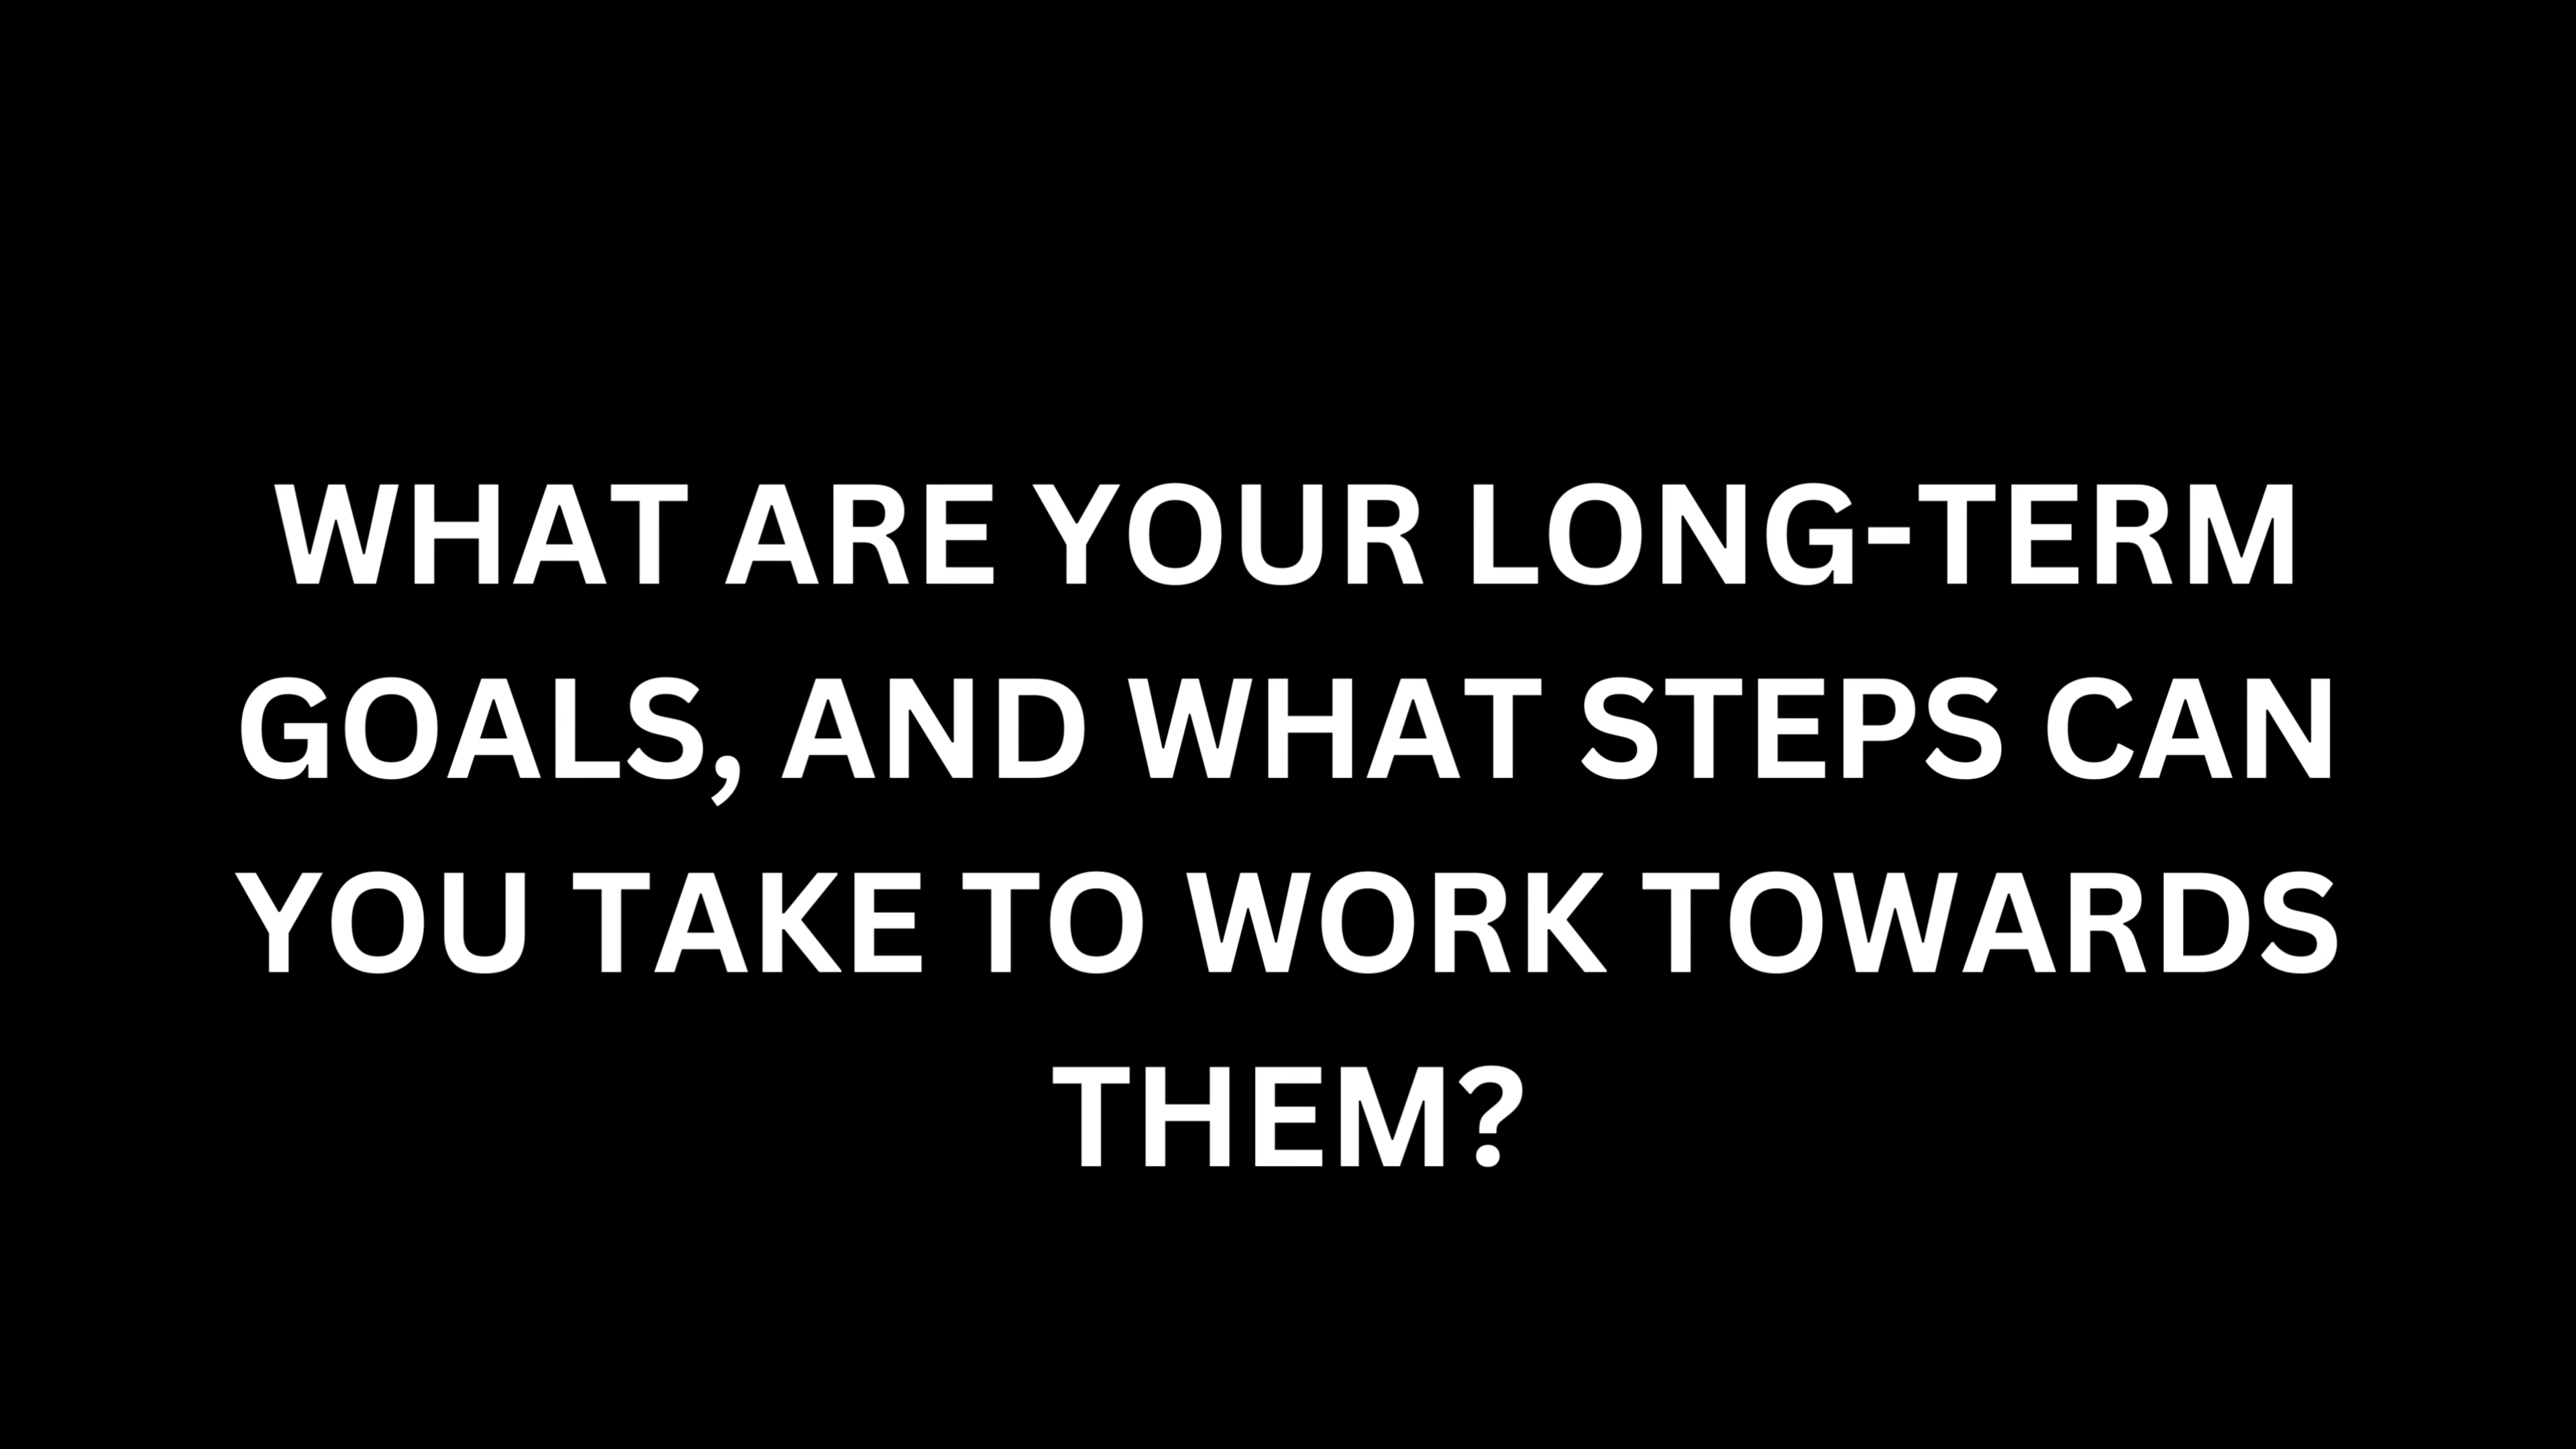 WHAT ARE YOUR LONG-TERM
GOALS, AND WHAT STEPS CAN
YOU TAKE TO WORK TOWARDS
THEM?